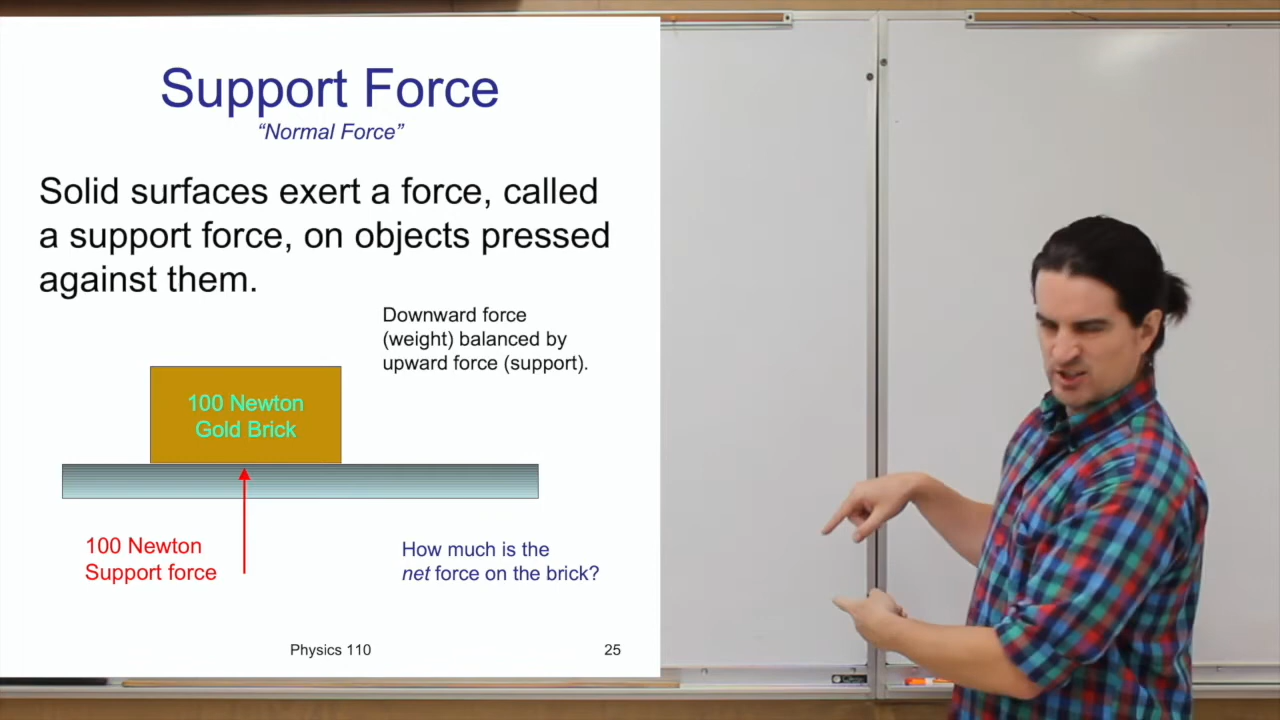 Support Force
“Normal Force”
Solid surfaces exert a force, called
a support force, on objects pressed
against them.
Downward force
(weight) balanced by
upward force (support).
100 Newton
Gold Brick
100 Newton
Support force
How much is the
net force on the brick?
Physics 110
25